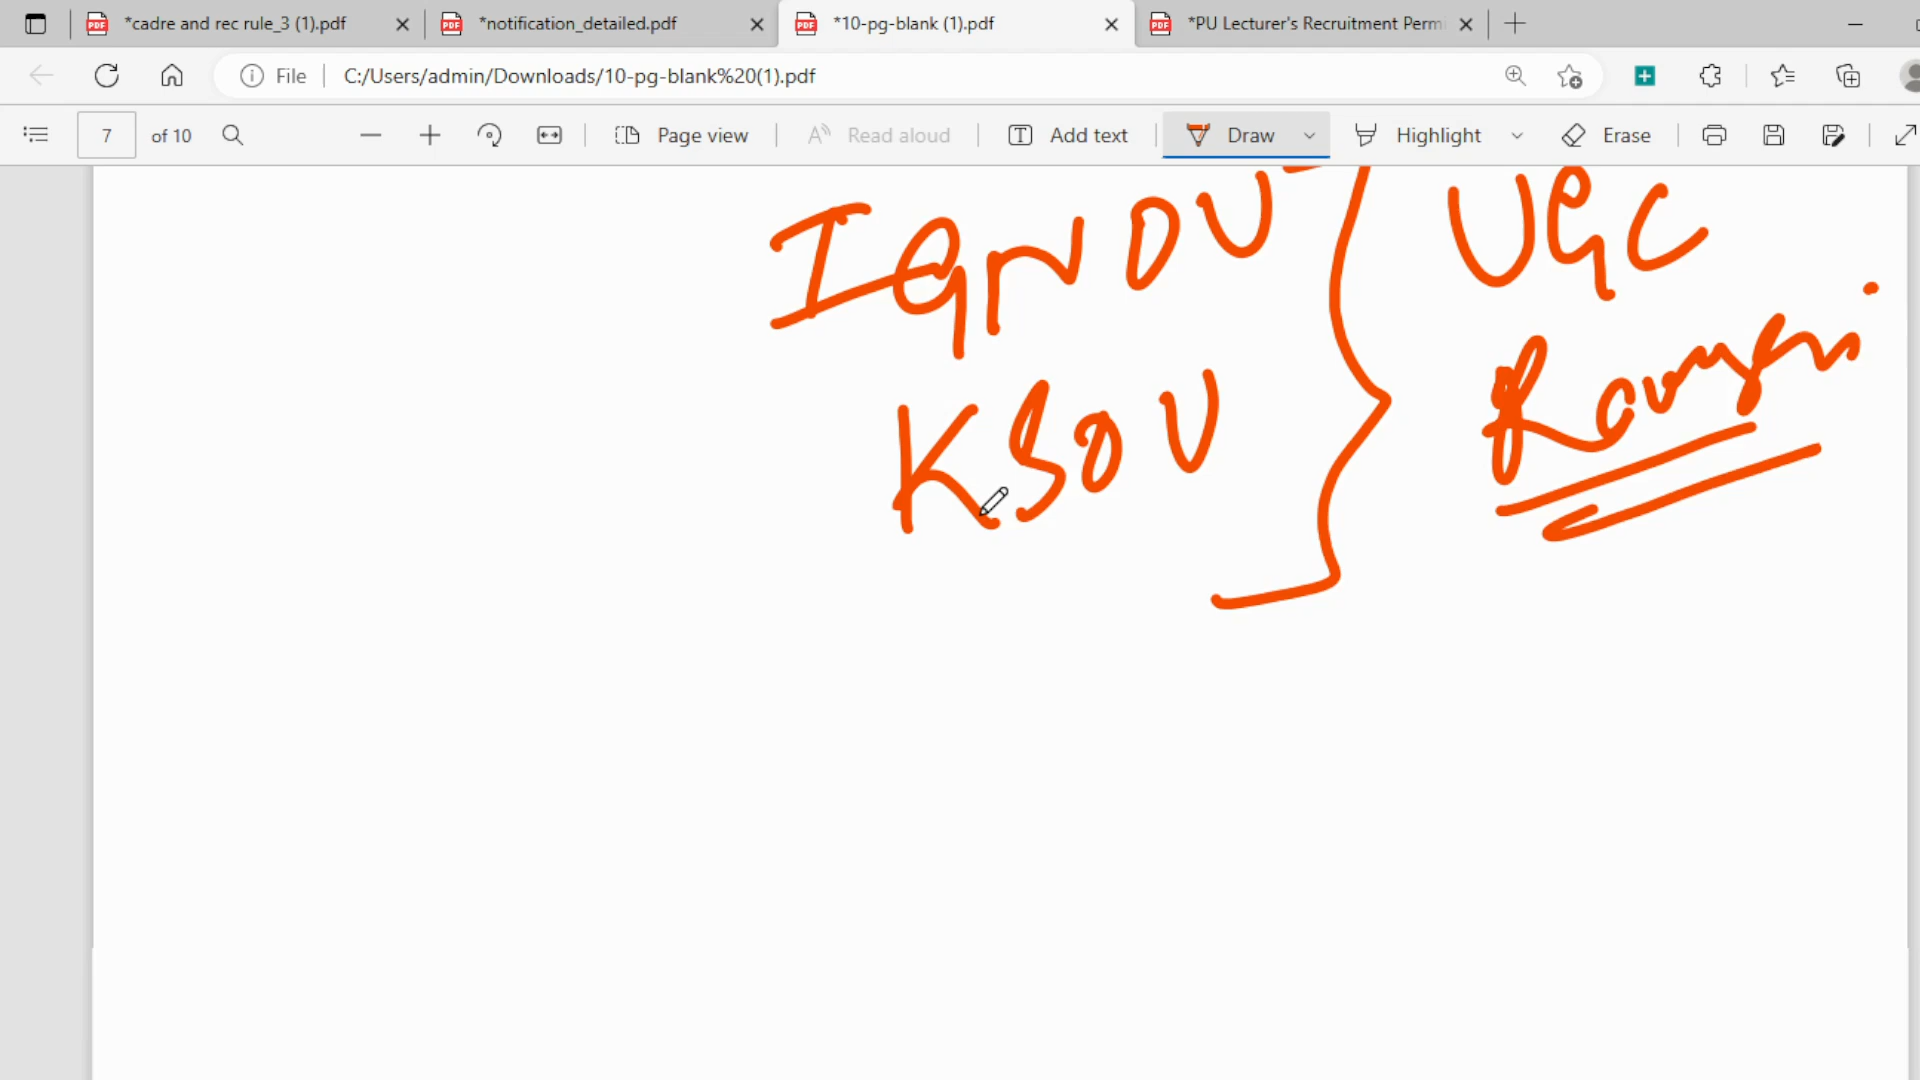 *cadre and rec rule_3 (1).pdf
*notification_detailed.pdf
*10-pg-blank (1).pdf
*PU Lecturer's Recruitment Permi
File
C:/Users/admin/Downloads/10-pg-blank%20(1).pdf
7
of 10
Page view
Read aloud
Add text
Draw
Highlight
Erase
IGNOU
UGC
KSOU